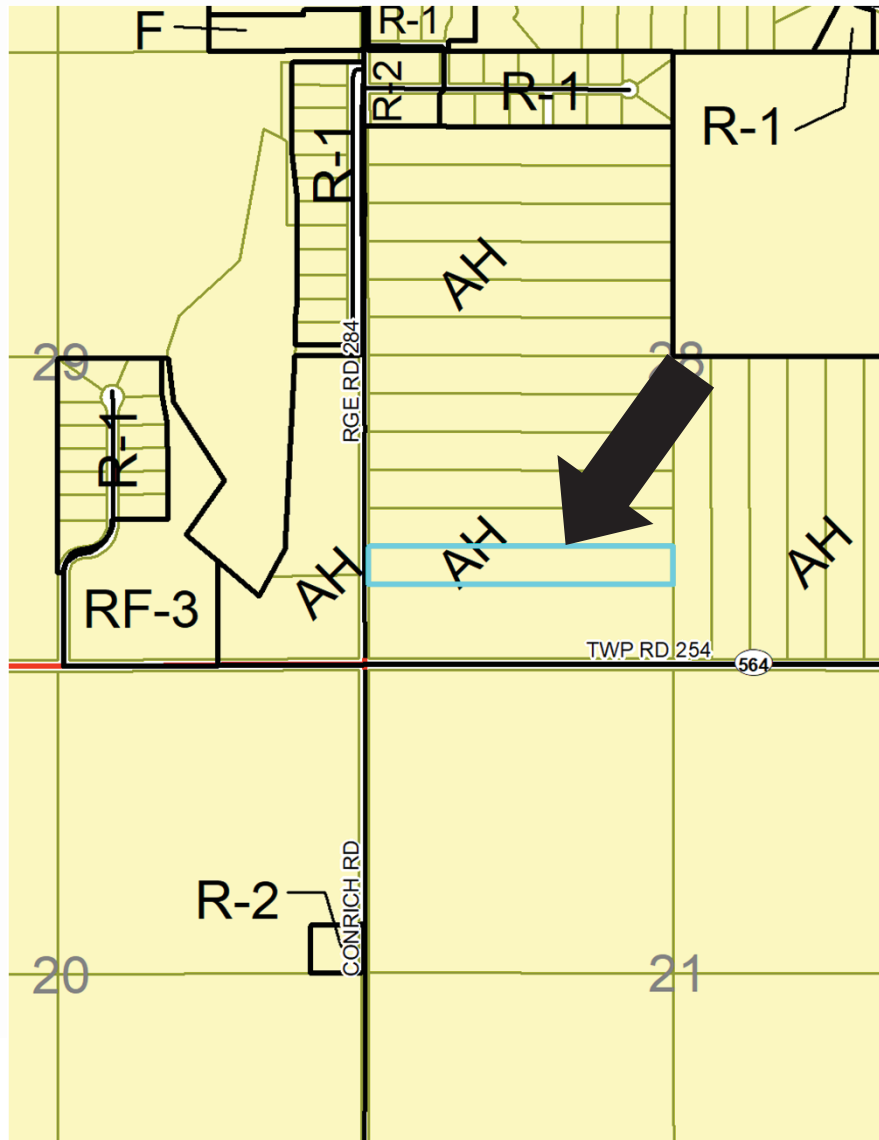 F
R-1
R-2
R-1
R-1
R-1
AH
29
28
RGE RD 284
R-1
AH
AH
AH
RF-3
TWP RD 254
564
CONRICH RD
R-2
20
21